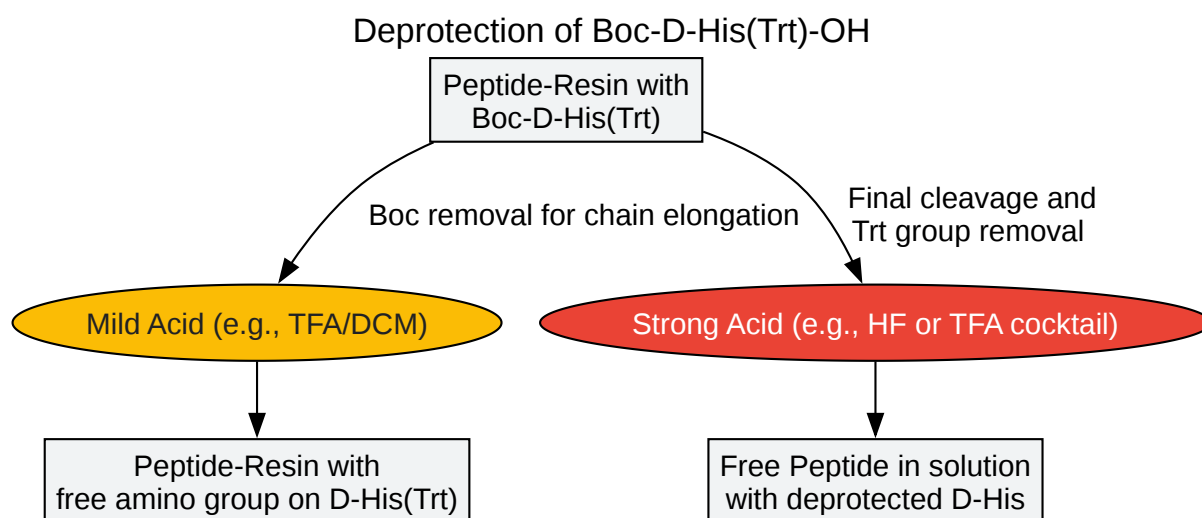 Deprotection of Boc-D-His(Trt)-OH
Peptide-Resin with
Boc-D-His(Trt)
Boc removal for chain elongation
Final cleavage and
Trt group removal
Mild Acid (e.g., TFA/DCM)
Strong Acid (e.g., HF or TFA cocktail)
Peptide-Resin with
free amino group on D-His(Trt)
Free Peptide in solution
with deprotected D-His